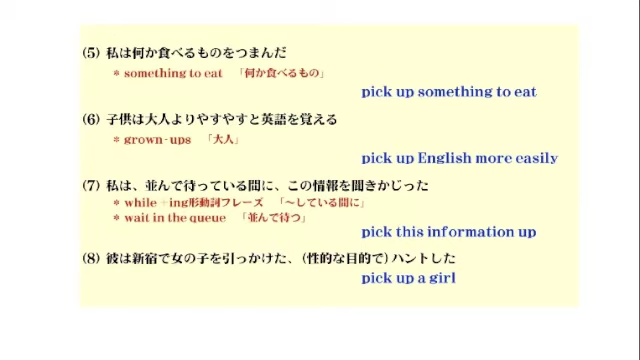 (5) 私は何か食べるものをつまんだ
* something to eat 「何か食べるもの」
pick up something to eat
(6) 子供は大人よりやすやすと英語を覚える
* grown-ups 「大人」
pick up English more easily
(7) 私は、並んで待っている間に、この情報を聞きかじった
* while +ing形動詞フレーズ 「〜している間に」
* wait in the queue 「並んで待つ」
pick this information up
(8) 彼は新宿で女の子を引っかけた、(性的な目的で)ハントした
pick up a girl